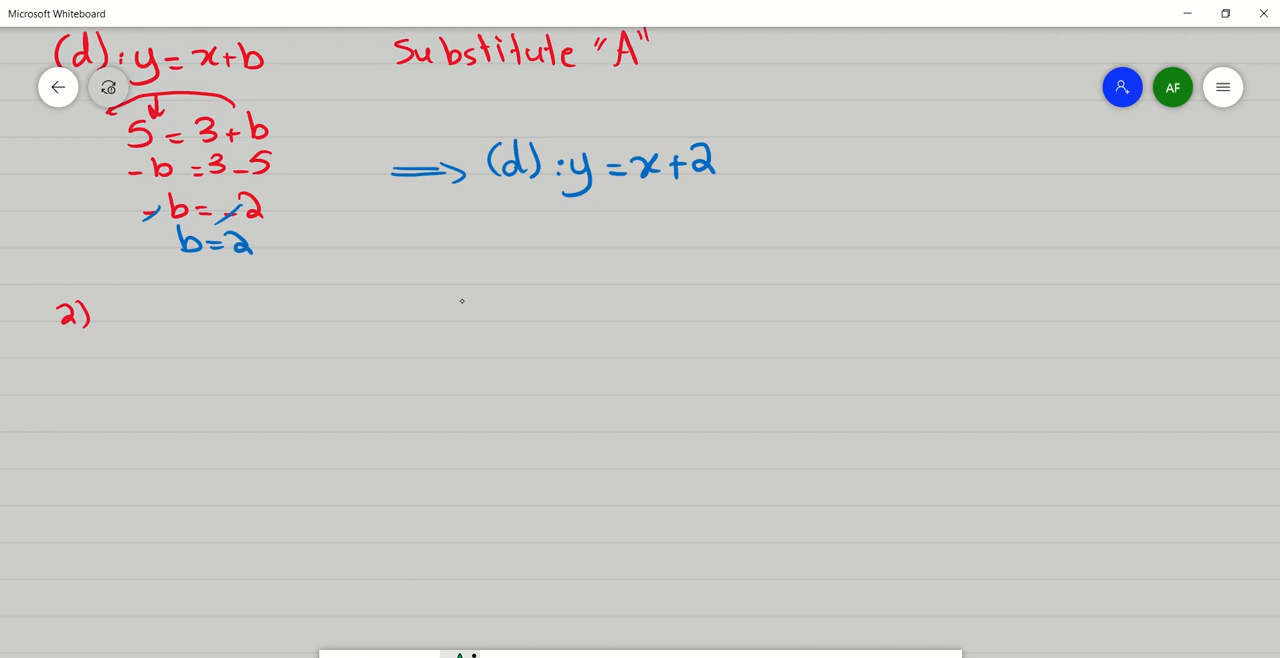 Microsoft Whiteboard
(d): y = x+b
Substitute "A"
AF
5 = 3 + b
- b = 3 - 5
- b = - 2
b = 2
⟹ (d) : y = x + 2
2)
A